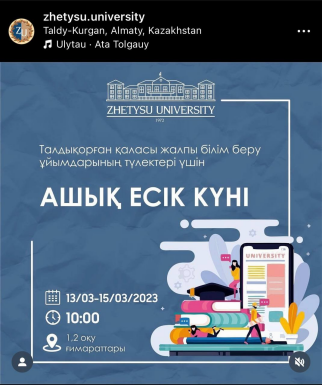 zhetysu.university
Taldy-Kurgan, Almaty, Kazakhstan
Ulytau · Ata Tolgauy
ZHETYSU UNIVERSITY
1972
Талдықорған қаласы жалпы білім беру
ұйымдарының түлектері үшін
АШЫҚ ЕСІК КҮНІ
UNIVERSITY
13/03-15/03/2023
10:00
1,2 оқу
ғимараттары